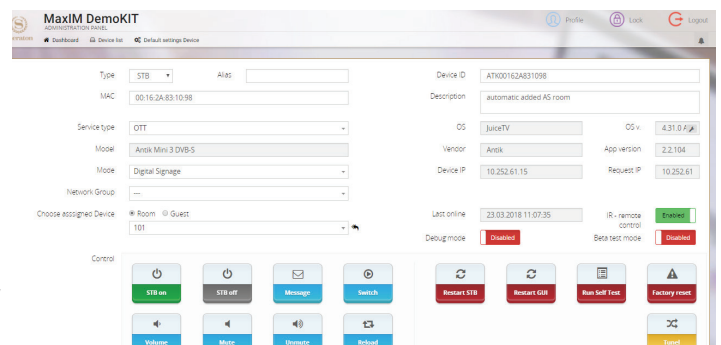 MaxIM DemoKIT
ADMINISTRATION PANEL
Profile
Lock
Logout
Dashboard
Device list
Default settings Device
Type
STB
Alias
Device ID
ATK00162A831098
MAC
00:16:2A:83:10:98
Description
automatic added AS room
Service type
OTT
OS
JuiceTV
OS v.
4.31.0
Model
Antik Mini 3 DVB-S
Vendor
Antik
App version
2.2.104
Mode
Digital Signage
Device IP
10.252.61.15
Request IP
10.252.61
Network Group
---
Choose asssigned Device
Room
Guest
101
Last online
23.03.2018 11:07:35
IR - remote
control
Enabled
Debug mode
Disabled
Beta test mode
Disabled
Control
STB on
STB off
Message
Switch
Restart STB
Restart GUI
Run Self Test
Factory reset
Volume
Mute
Unmute
Reload
Tunel